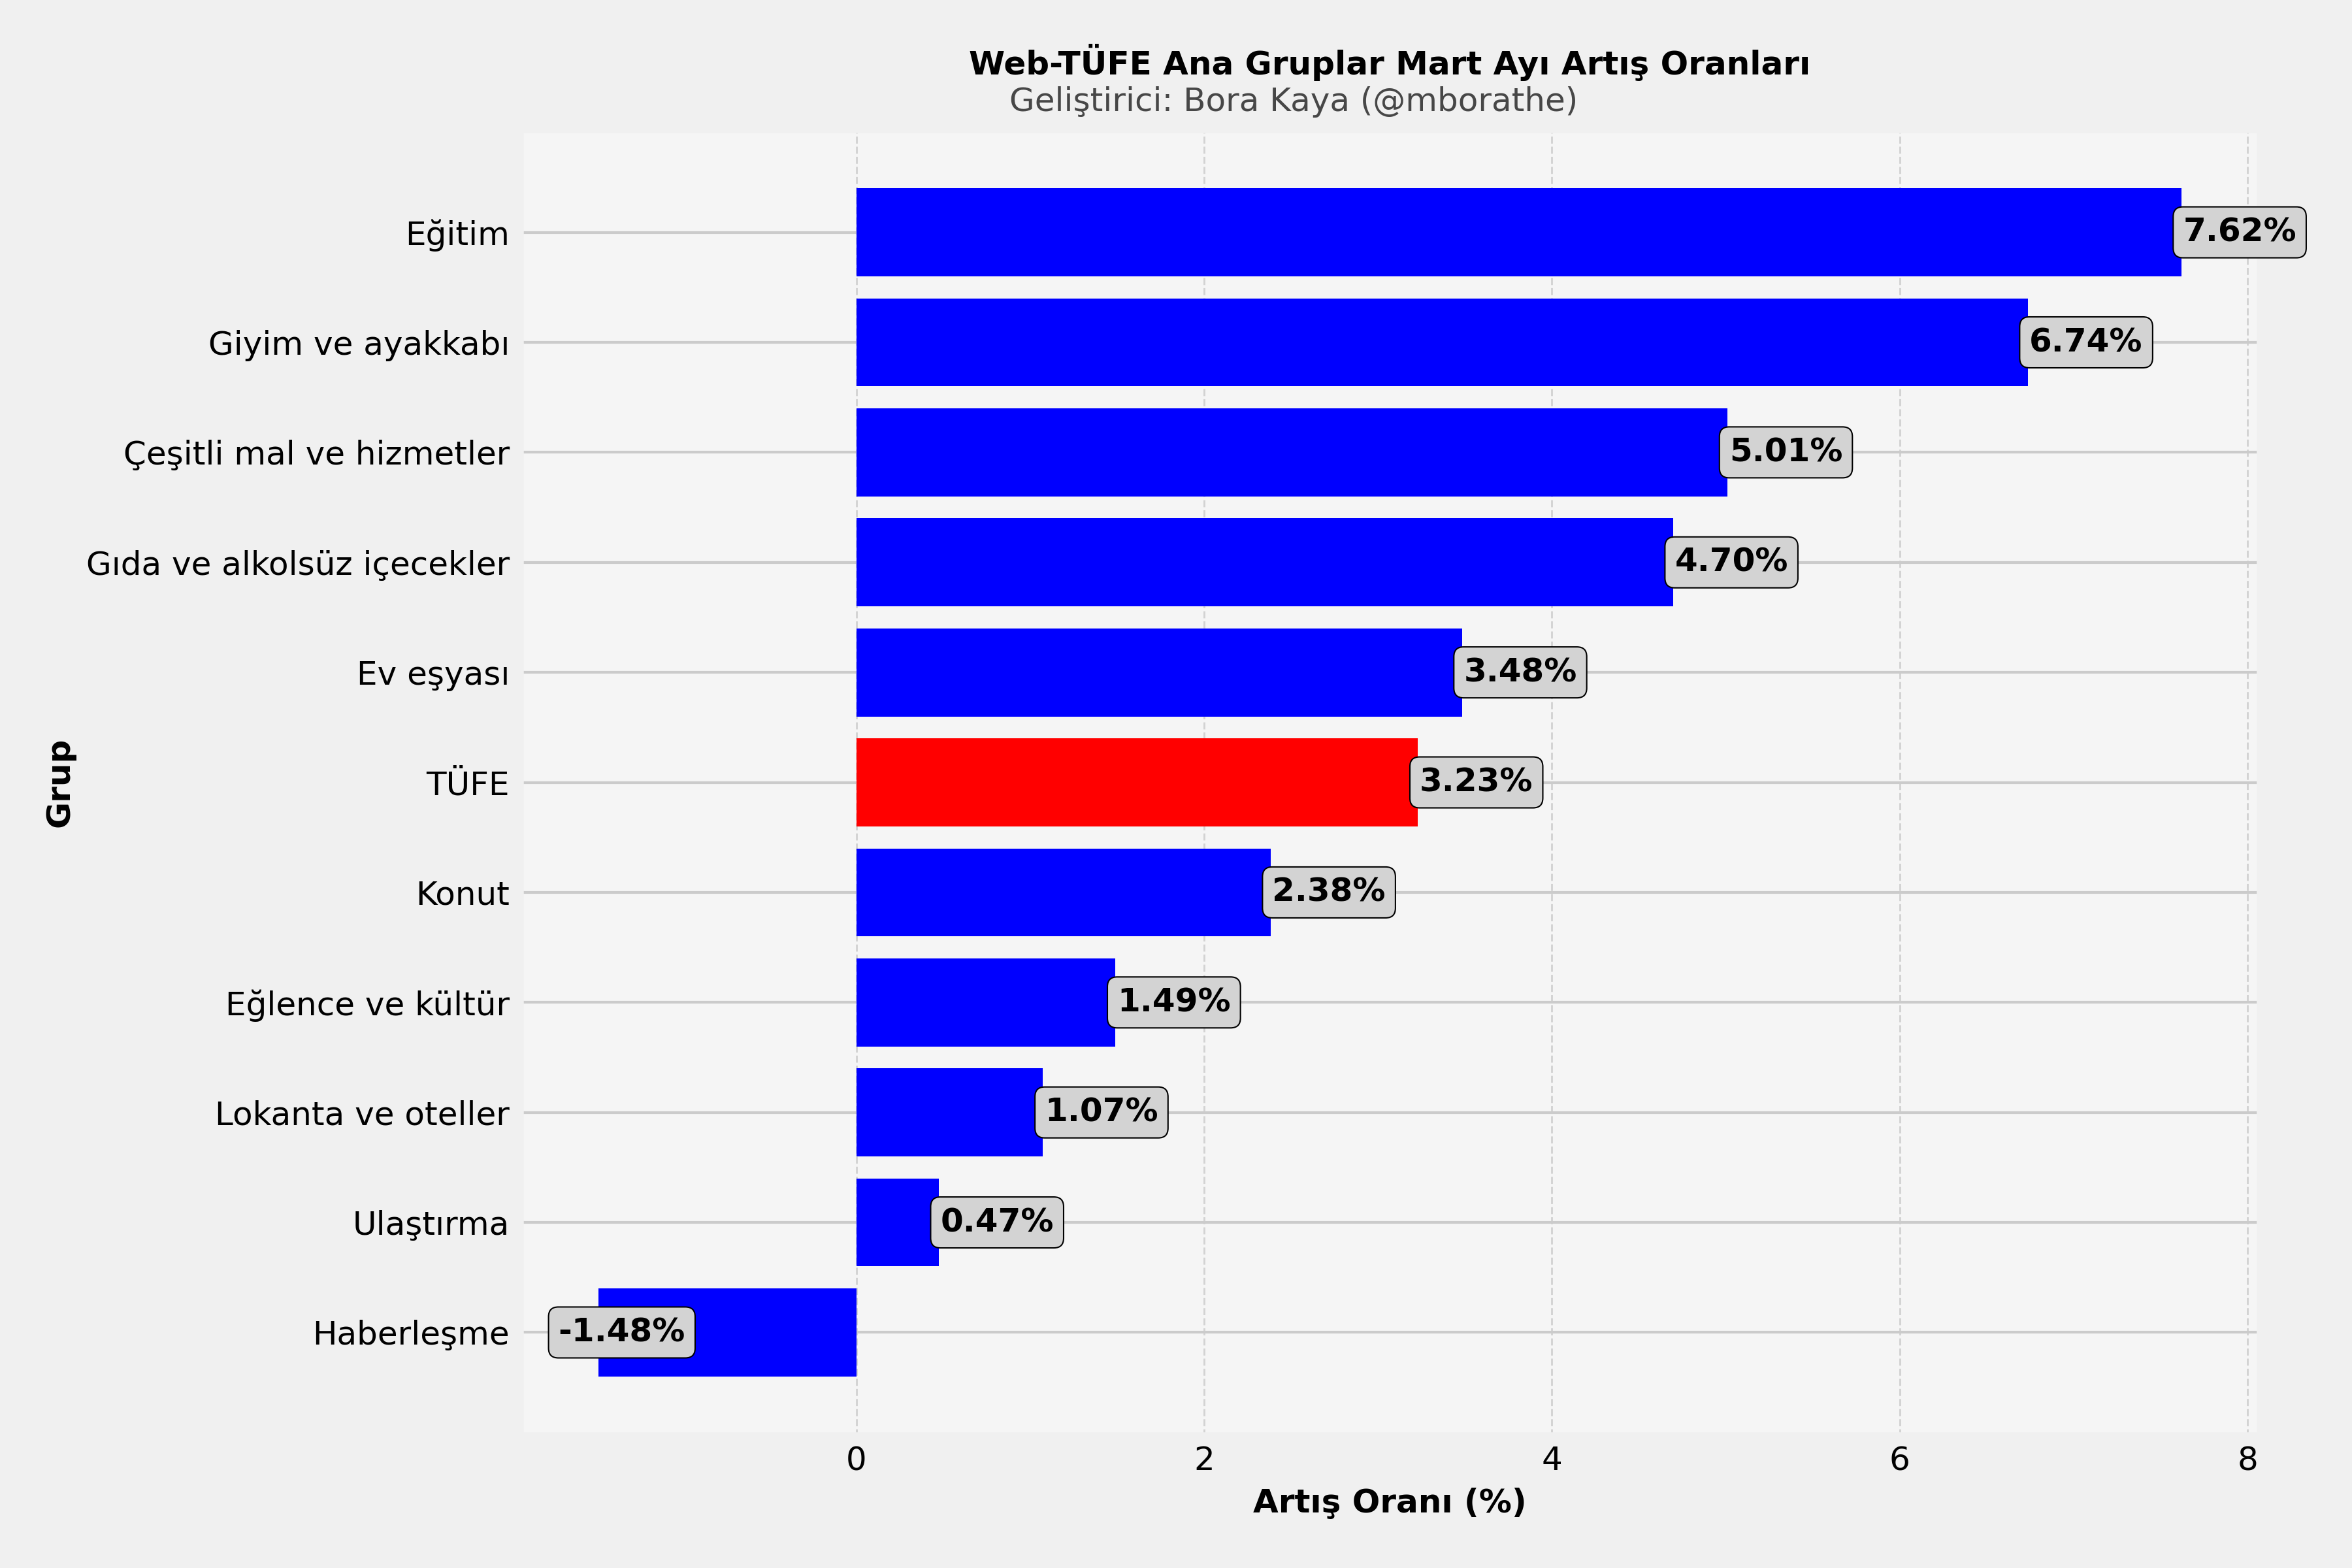 Web-TÜFE Ana Gruplar Mart Ayı Artış Oranları
Geliştirici: Bora Kaya (@mborathe)
Grup
Eğitim 7.62%
Giyim ve ayakkabı 6.74%
Çeşitli mal ve hizmetler 5.01%
Gıda ve alkolsüz içecekler 4.70%
Ev eşyası 3.48%
TÜFE 3.23%
Konut 2.38%
Eğlence ve kültür 1.49%
Lokanta ve oteller 1.07%
Ulaştırma 0.47%
Haberleşme -1.48%
0 2 4 6 8
Artış Oranı (%)